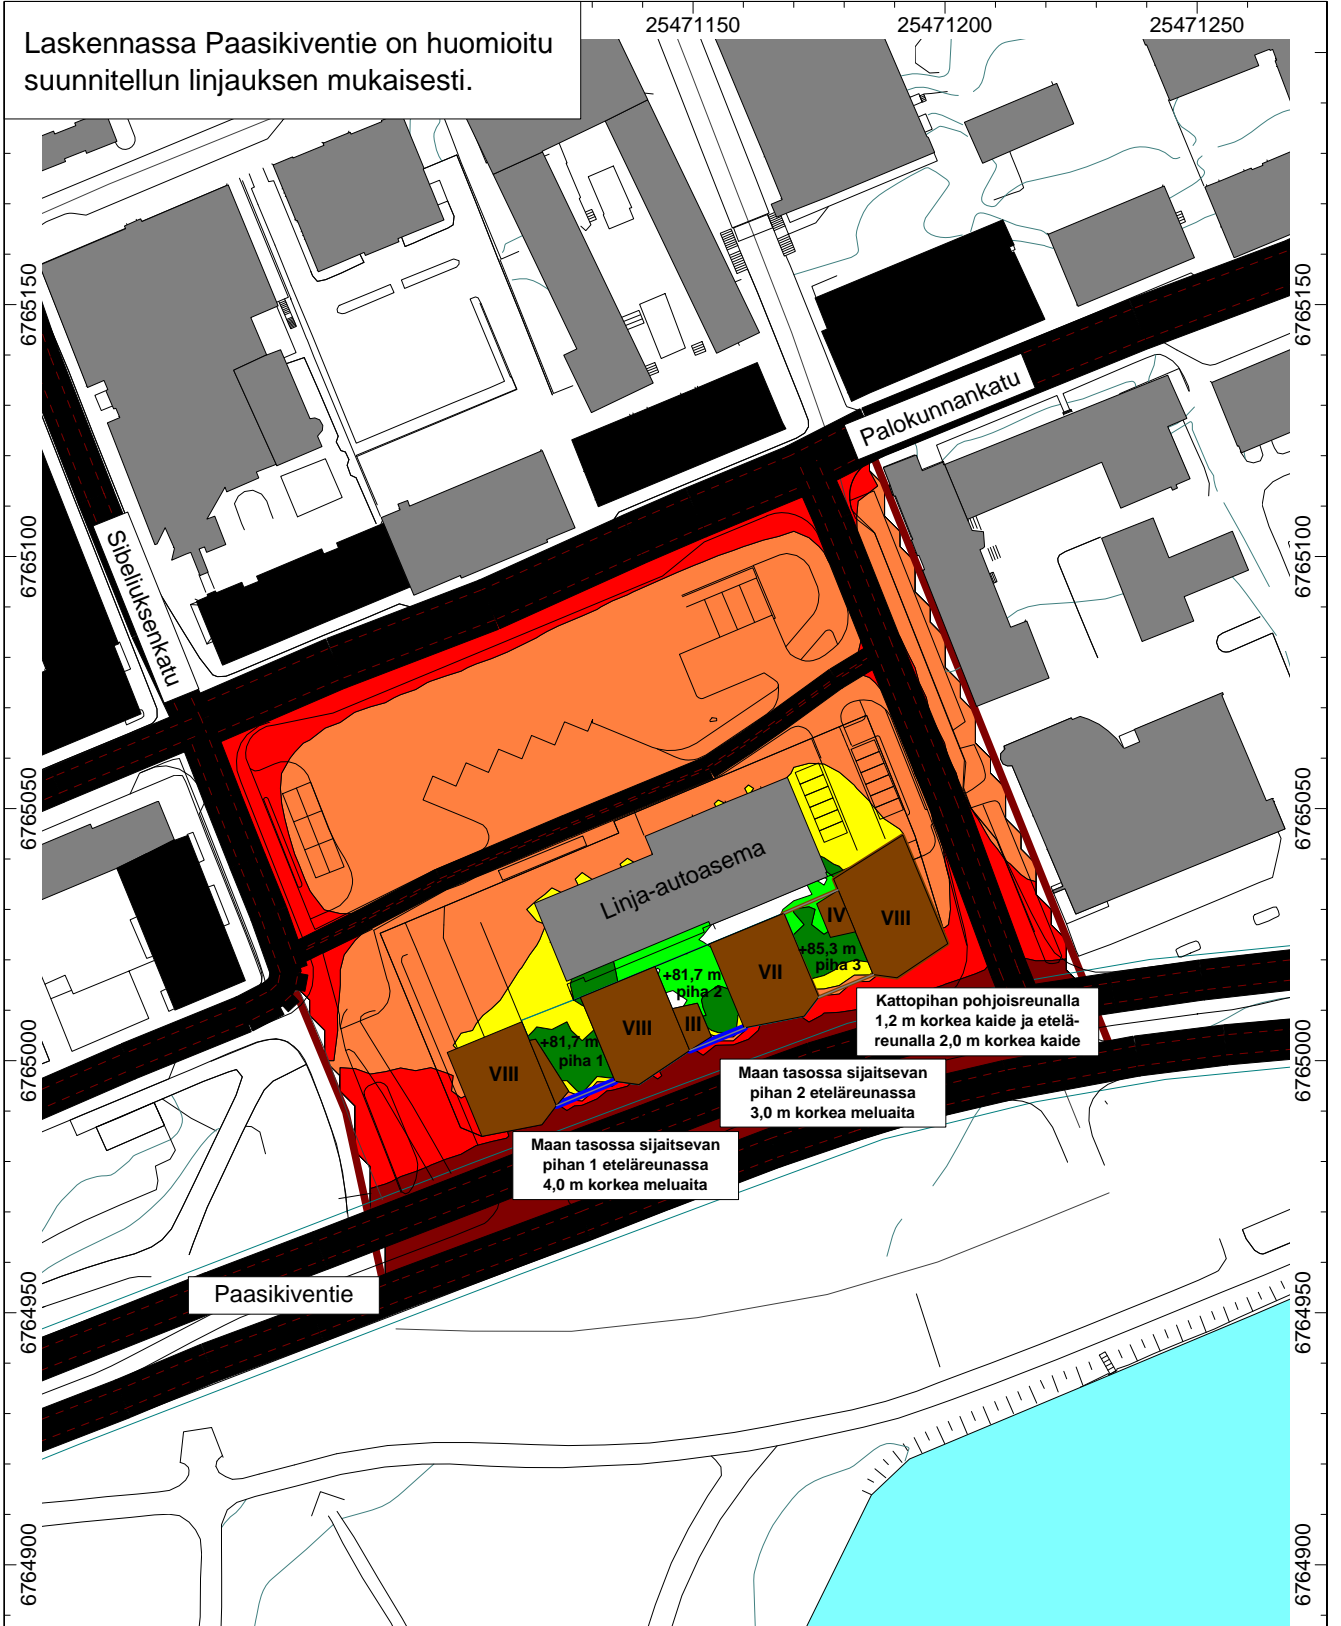 25471150
25471200
25471250
Laskennassa Paasikiventie on huomioitu
suunnitellun linjauksen mukaisesti.
6765150
6765150
Palokunnankatu
6765100
6765100
Sibeliuksenkatu
6765050
6765050
Linja-autoasema
IV
VIII
+85,3 m
piha 3
VII
+81,7 m
piha 2
III
VIII
+81,7 m
piha 1
VIII
6765000
6765000
Kattopihan pohjoisreunalla
1,2 m korkea kaide ja etelä-
reunalla 2,0 m korkea kaide
Maan tasossa sijaitsevan
pihan 2 eteläreunassa
3,0 m korkea meluaita
Maan tasossa sijaitsevan
pihan 1 eteläreunassa
4,0 m korkea meluaita
Paasikiventie
6764950
6764950
6764900
6764900